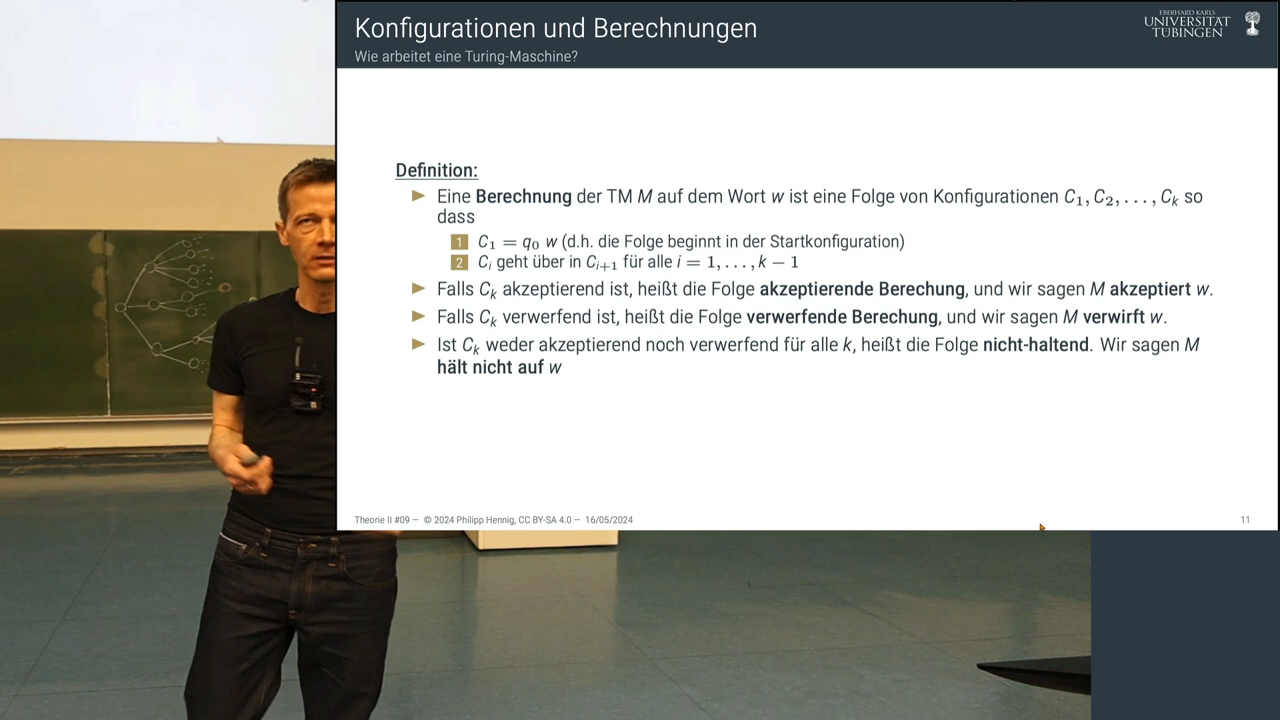 Konfigurationen und Berechnungen
Wie arbeitet eine Turing-Maschine?
EBERHARD KARLS
UNIVERSITÄT
TÜBINGEN
Definition:
Eine Berechnung der TM M auf dem Wort w ist eine Folge von Konfigurationen C₁, C₂, . . . , Cₖ so
dass
1 C₁ = q₀ w (d.h. die Folge beginnt in der Startkonfiguration)
2 Cᵢ geht über in Cᵢ₊₁ für alle i = 1, . . . , k − 1
Falls Cₖ akzeptierend ist, heißt die Folge akzeptierende Berechung, und wir sagen M akzeptiert w.
Falls Cₖ verwerfend ist, heißt die Folge verwerfende Berechung, und wir sagen M verwirft w.
Ist Cₖ weder akzeptierend noch verwerfend für alle k, heißt die Folge nicht-haltend. Wir sagen M
hält nicht auf w
Theorie II #09 — © 2024 Philipp Hennig, CC BY-SA 4.0 — 16/05/2024
11